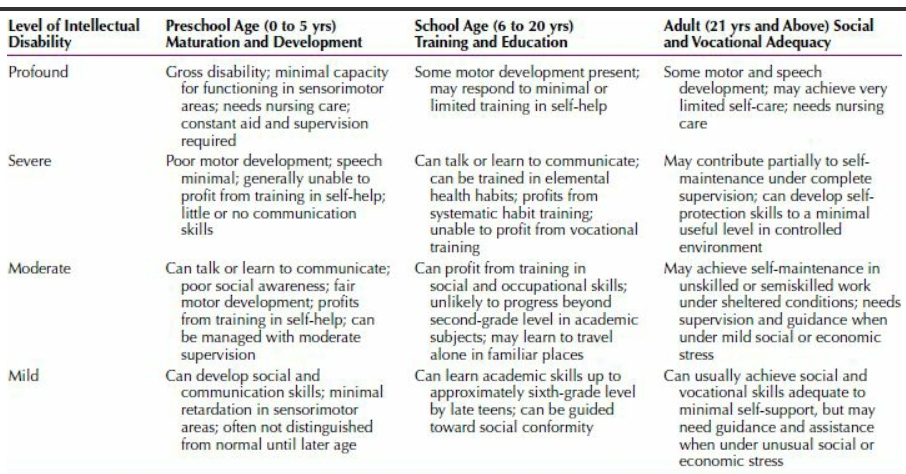 Level of Intellectual Disability
Preschool Age (0 to 5 yrs) Maturation and Development
School Age (6 to 20 yrs) Training and Education
Adult (21 yrs and Above) Social and Vocational Adequacy
Profound
Gross disability; minimal capacity
for functioning in sensorimotor
areas; needs nursing care;
constant aid and supervision
required
Some motor development present;
may respond to minimal or
limited training in self-help
Some motor and speech
development; may achieve very
limited self-care; needs nursing
care
Severe
Poor motor development; speech
minimal; generally unable to
profit from training in self-help;
little or no communication
skills
Can talk or learn to communicate;
can be trained in elemental
health habits; profits from
systematic habit training;
unable to profit from vocational
training
May contribute partially to self-
maintenance under complete
supervision; can develop self-
protection skills to a minimal
useful level in controlled
environment
Moderate
Can talk or learn to communicate;
poor social awareness; fair
motor development; profits
from training in self-help; can
be managed with moderate
supervision
Can profit from training in
social and occupational skills;
unlikely to progress beyond
second-grade level in academic
subjects; may learn to travel
alone in familiar places
May achieve self-maintenance in
unskilled or semiskilled work
under sheltered conditions; needs
supervision and guidance when
under mild social or economic
stress
Mild
Can develop social and
communication skills; minimal
retardation in sensorimotor
areas; often not distinguished
from normal until later age
Can learn academic skills up to
approximately sixth-grade level
by late teens; can be guided
toward social conformity
Can usually achieve social and
vocational skills adequate to
minimal self-support, but may
need guidance and assistance
when under unusual social or
economic stress